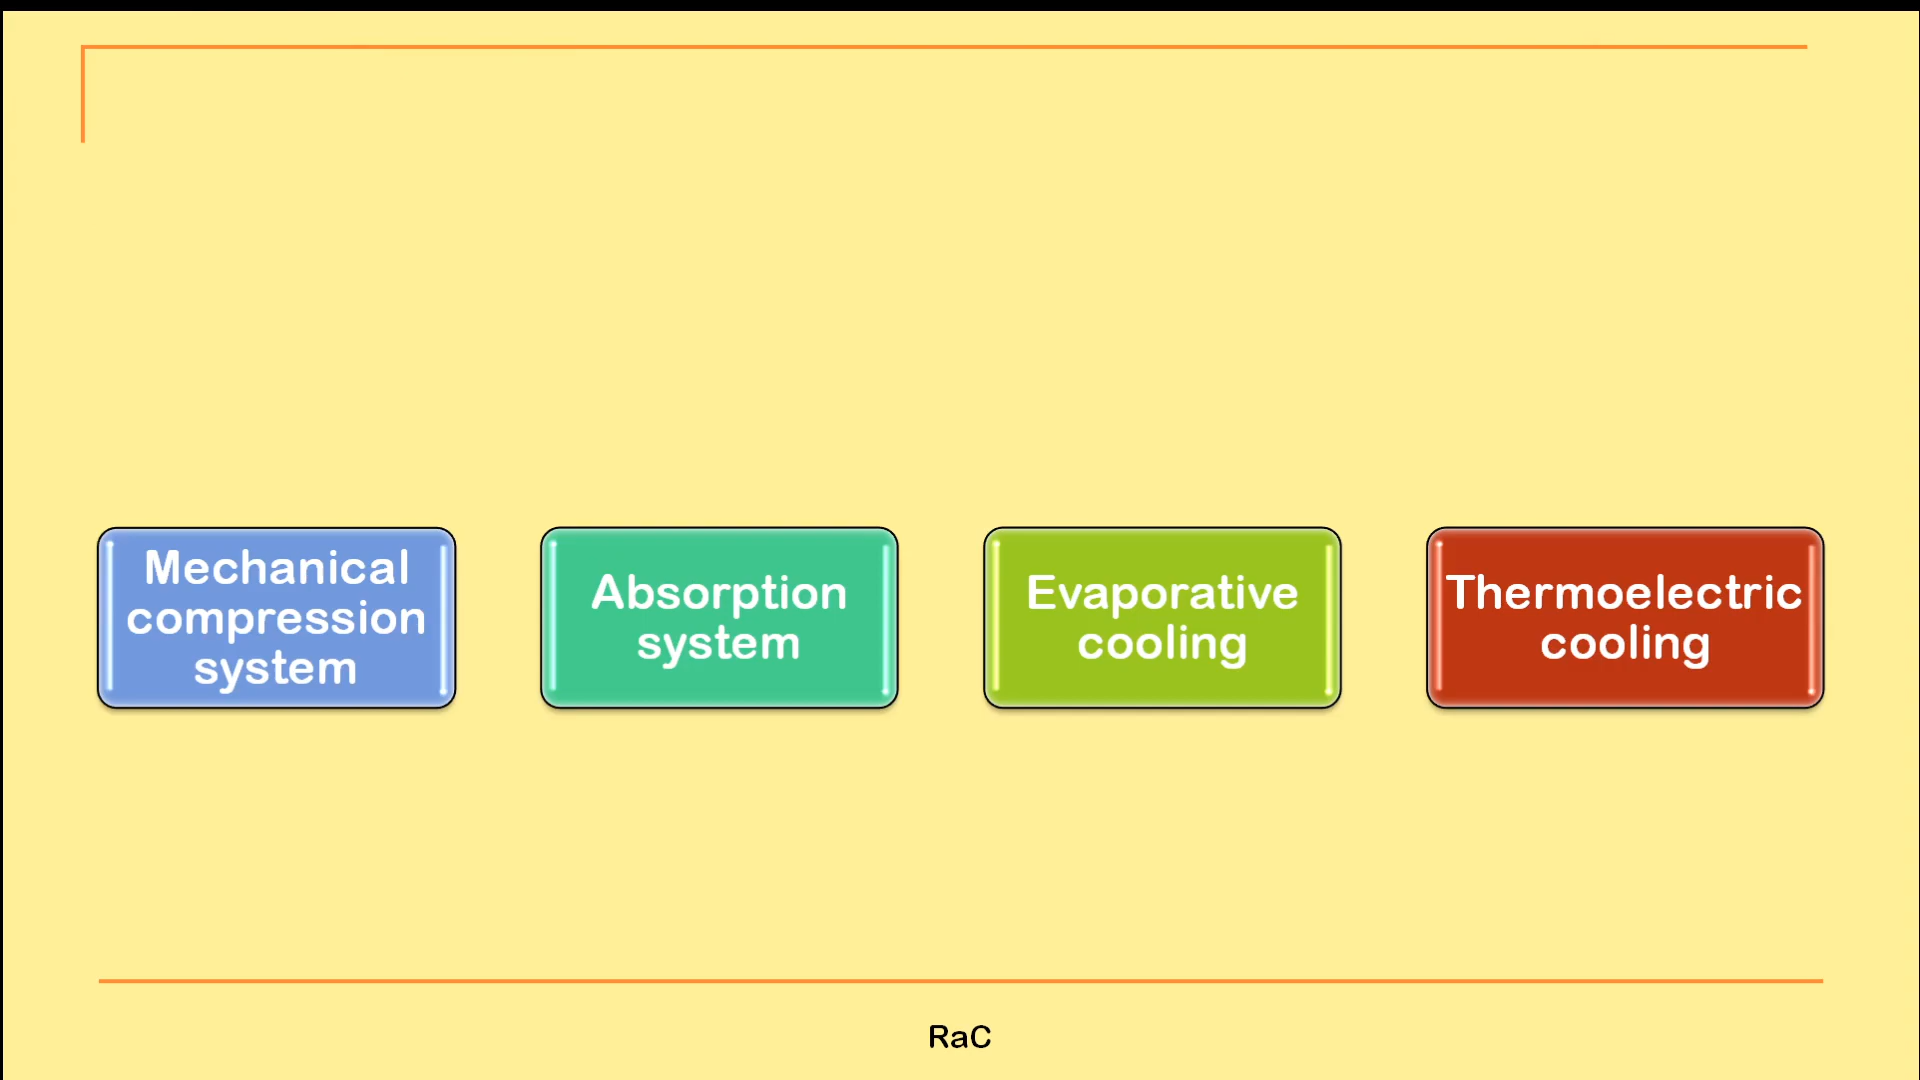 Mechanical
compression
system
Absorption
system
Evaporative
cooling
Thermoelectric
cooling
RaC